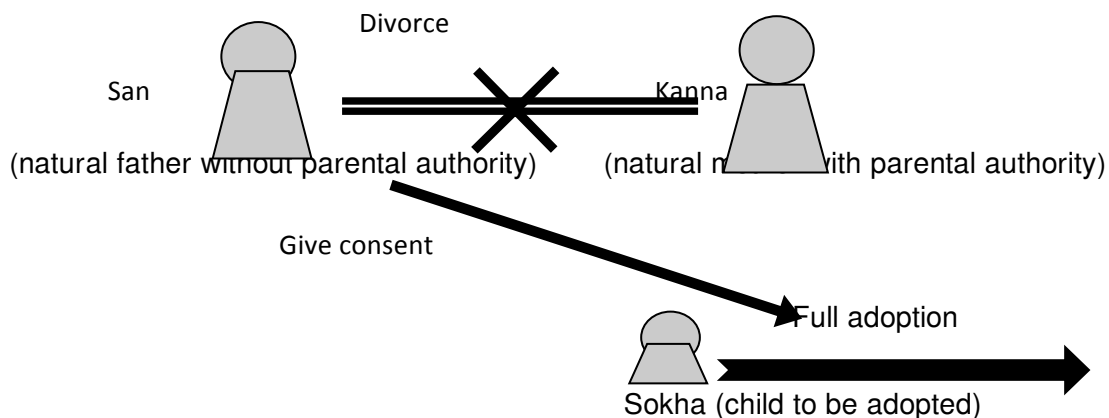 Divorce
San
Kanna
(natural father without parental authority)
(natural with parental authority)
Give consent
Full adoption
Sokha (child to be adopted)